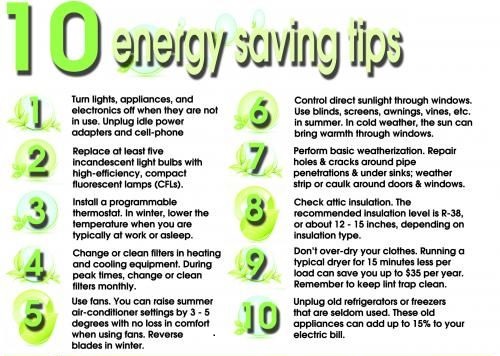 10 energy saving tips
1
Turn lights, appliances, and
electronics off when they are not
in use. Unplug idle power
adapters and cell-phone
2
Replace at least five
incandescent light bulbs with
high-efficiency, compact
fluorescent lamps (CFLs).
3
Install a programmable
thermostat. In winter, lower the
temperature when you are
typically at work or asleep.
4
Change or clean filters in heating
and cooling equipment. During
peak times, change or clean
filters monthly.
5
Use fans. You can raise summer
air-conditioner settings by 3 - 5
degrees with no loss in comfort
when using fans. Reverse
blades in winter.
6
Control direct sunlight through windows.
Use blinds, screens, awnings, vines, etc.
in summer. In cold weather, the sun can
bring warmth through windows.
7
Perform basic weatherization. Repair
holes & cracks around pipe
penetrations & under sinks; weather
strip or caulk around doors & windows.
8
Check attic insulation. The
recommended insulation level is R-38,
or about 12 - 15 inches, depending on
insulation type.
9
Don't over-dry your clothes. Running a
typical dryer for 15 minutes less per
load can save you up to $35 per year.
Remember to keep lint trap clean.
10
Unplug old refrigerators or freezers
that are seldom used. These old
appliances can add up to 15% to your
electric bill.